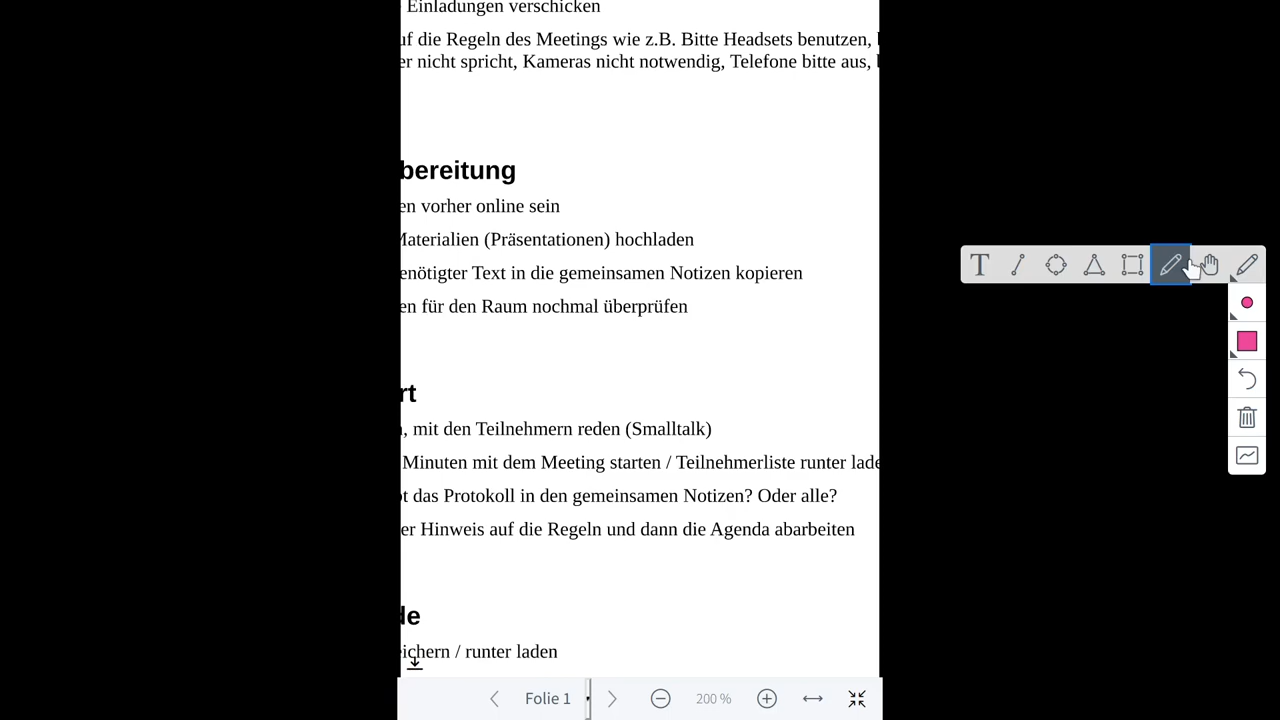 Einladungen verschicken
uf die Regeln des Meetings wie z.B. Bitte Headsets benutzen,
er nicht spricht, Kameras nicht notwendig, Telefone bitte aus,
bereitung
en vorher online sein
Materialien (Präsentationen) hochladen
enötigter Text in die gemeinsamen Notizen kopieren
en für den Raum nochmal überprüfen
rt
, mit den Teilnehmern reden (Smalltalk)
Minuten mit dem Meeting starten / Teilnehmerliste runter lade
t das Protokoll in den gemeinsamen Notizen? Oder alle?
er Hinweis auf die Regeln und dann die Agenda abarbeiten
de
eichern / runter laden
T
Folie 1
200 %